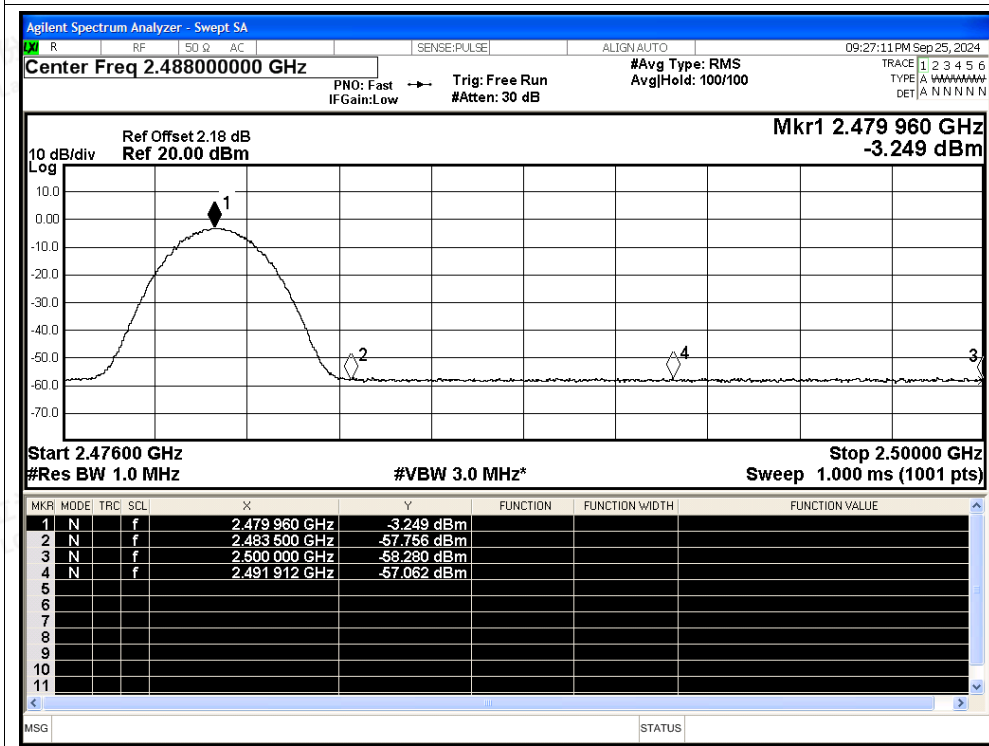 Agilent Spectrum Analyzer - Swept SA
LXI R RF 50 Ω AC SENSE:PULSE ALIGN AUTO 09:27:11 PM Sep 25, 2024
Center Freq 2.488000000 GHz
PNO: Fast
IFGain:Low
Trig: Free Run
#Atten: 30 dB
#Avg Type: RMS
Avg|Hold: 100/100
TRACE 1 2 3 4 5 6
TYPE A WWWWW
DET A N N N N N
Ref Offset 2.18 dB
10 dB/div Ref 20.00 dBm
Log
Mkr1 2.479 960 GHz
-3.249 dBm
10.0
0.00
-10.0
-20.0
-30.0
-40.0
-50.0
-60.0
-70.0
1
2
4
3
Start 2.47600 GHz Stop 2.50000 GHz
#Res BW 1.0 MHz #VBW 3.0 MHz* Sweep 1.000 ms (1001 pts)
MKR MODE TRC SCL X Y FUNCTION FUNCTION WIDTH FUNCTION VALUE
1 N f 2.479 960 GHz -3.249 dBm
2 N f 2.483 500 GHz -57.756 dBm
3 N f 2.500 000 GHz -58.280 dBm
4 N f 2.491 912 GHz -57.062 dBm
5
6
7
8
9
10
11
MSG STATUS